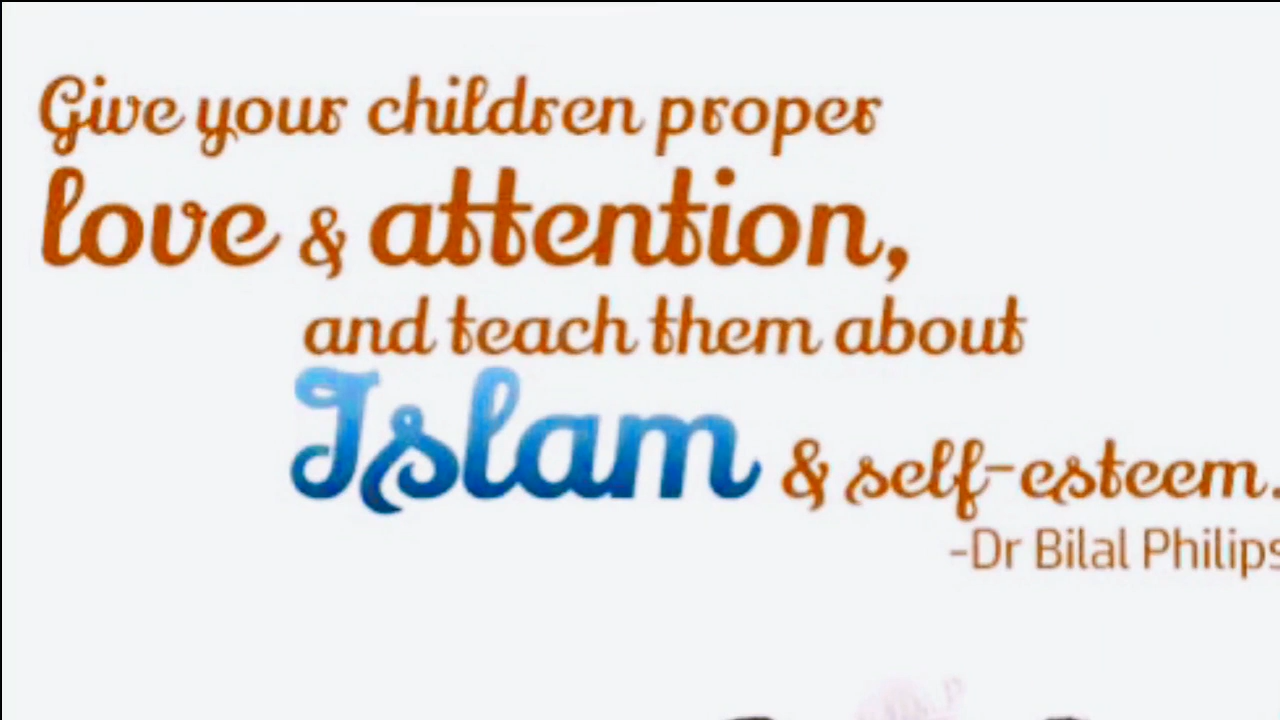 Give your children proper
love & attention,
and teach them about
Islam & self-esteem.
-Dr Bilal Philips